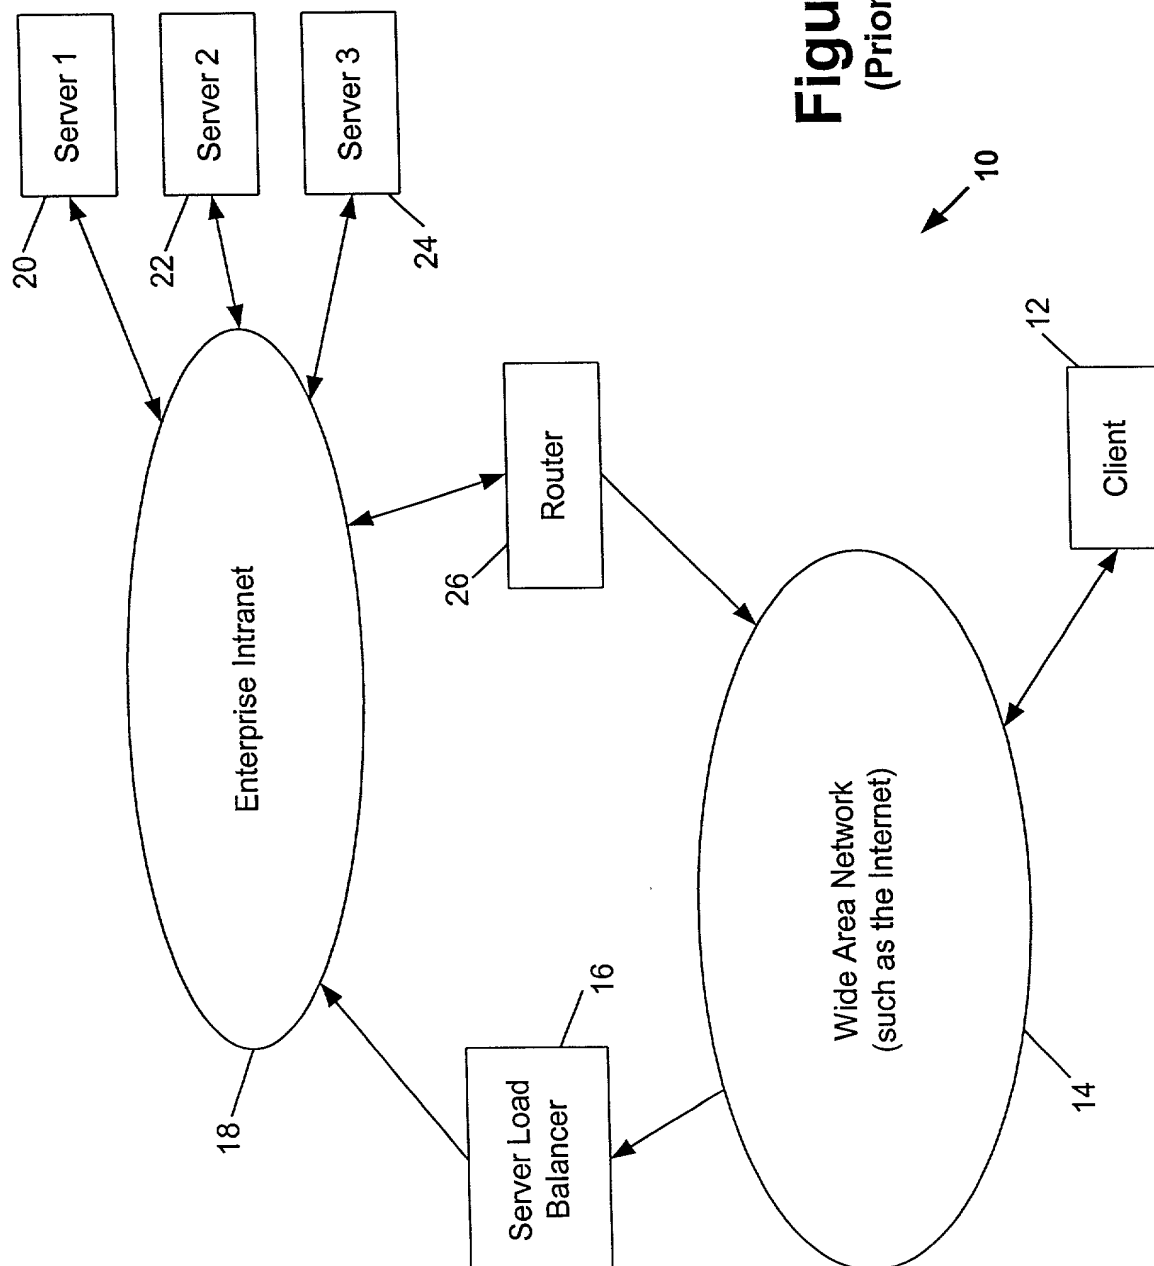 20
Server 1
22
Server 2
18
Enterprise Intranet
Server 3
24
26
Server Load
Balancer
Router
16
Wide Area Network
(such as the Internet)
Figu
(Prior
10
12
14
Client